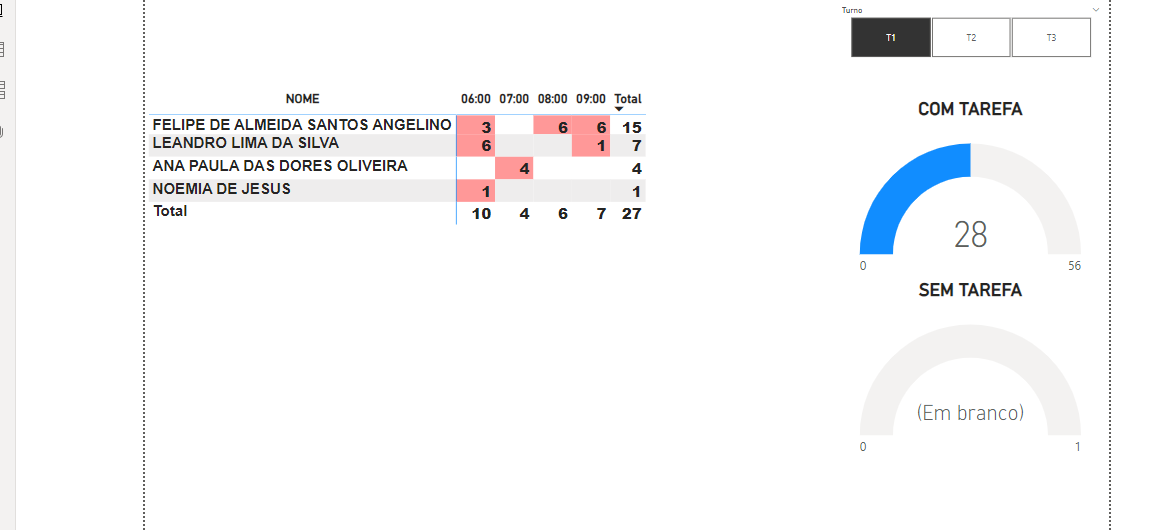 Turno
T1 T2 T3
NOME 06:00 07:00 08:00 09:00 Total
FELIPE DE ALMEIDA SANTOS ANGELINO 3 6 6 15
LEANDRO LIMA DA SILVA 6 1 7
ANA PAULA DAS DORES OLIVEIRA 4 4
NOEMIA DE JESUS 1 1
Total 10 4 6 7 27
COM TAREFA
28
0 56
SEM TAREFA
(Em branco)
0 1